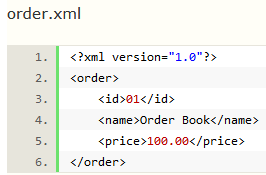 order.xml
1. <?xml version="1.0"?>
2. <order>
3. <id>01</id>
4. <name>Order Book</name>
5. <price>100.00</price>
6. </order>